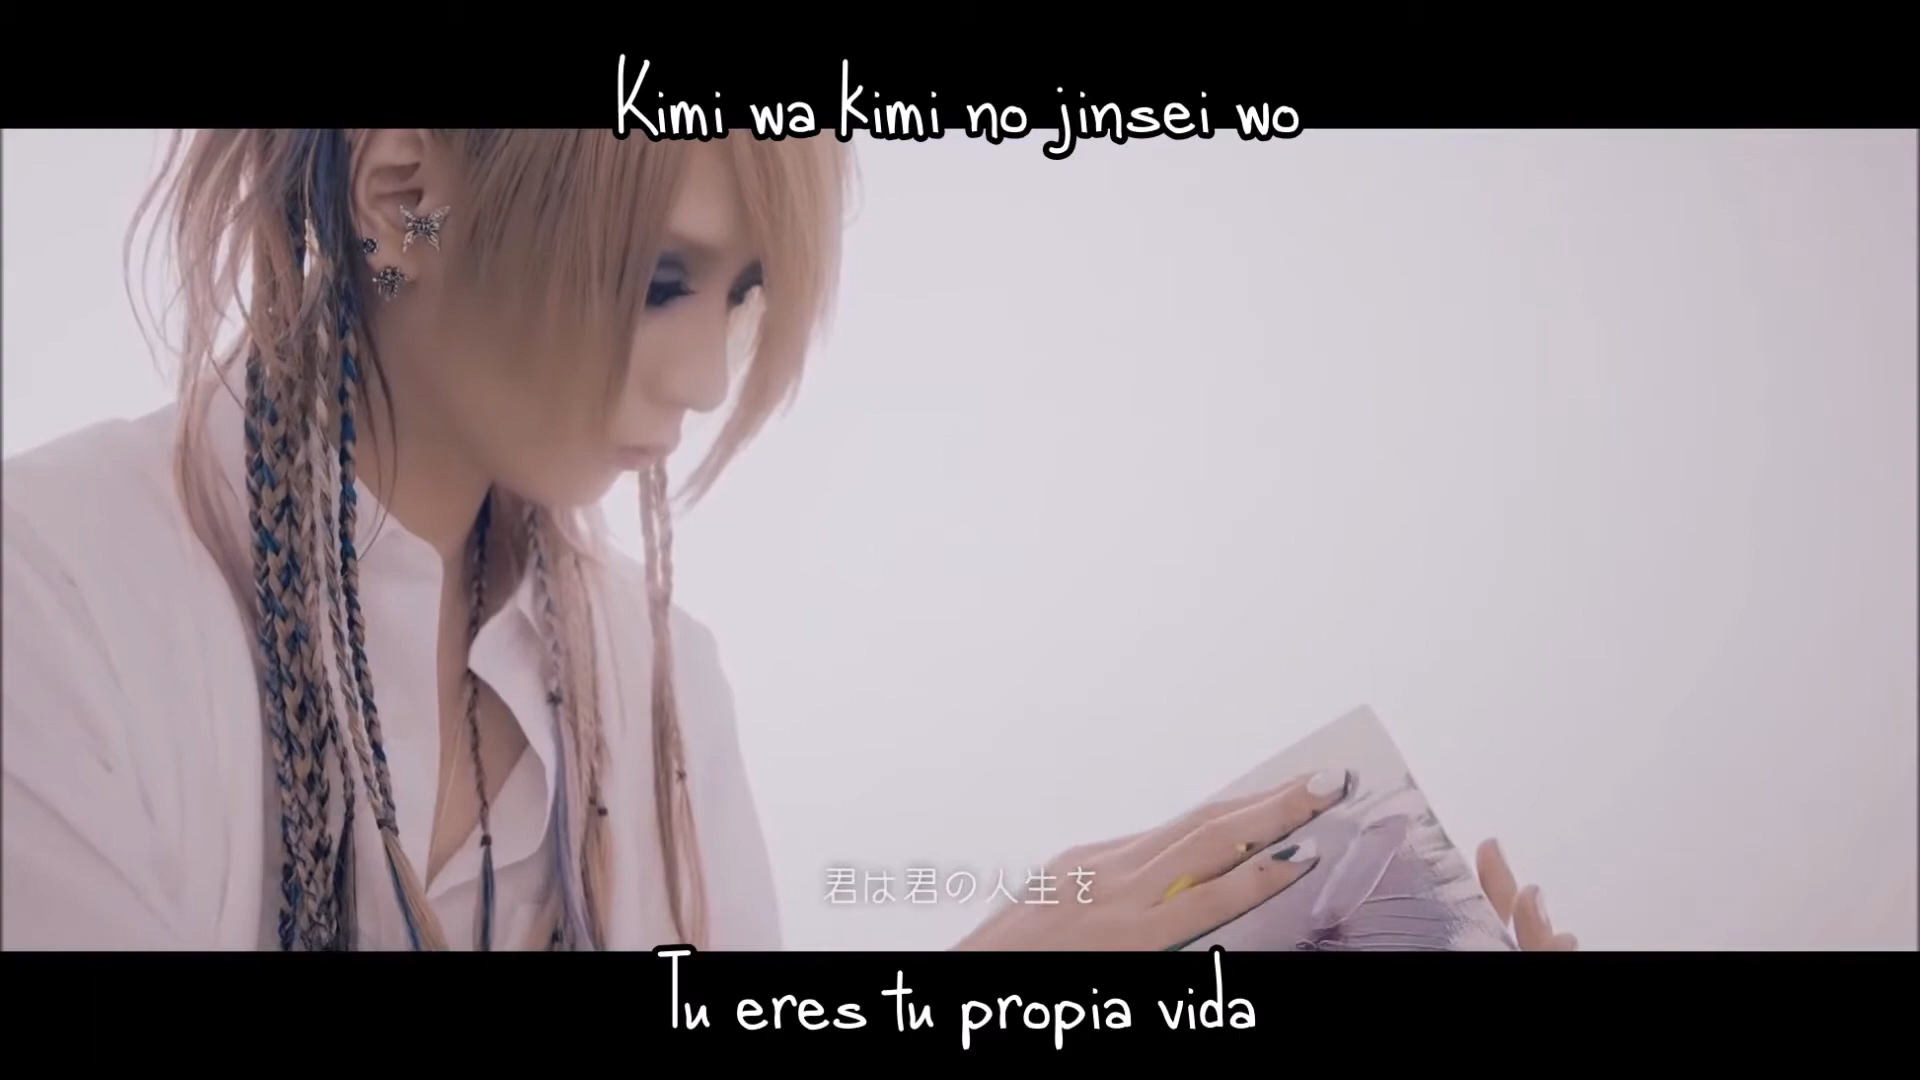 Kimi wa kimi no jinsei wo
君は君の人生を
Tu eres tu propia vida